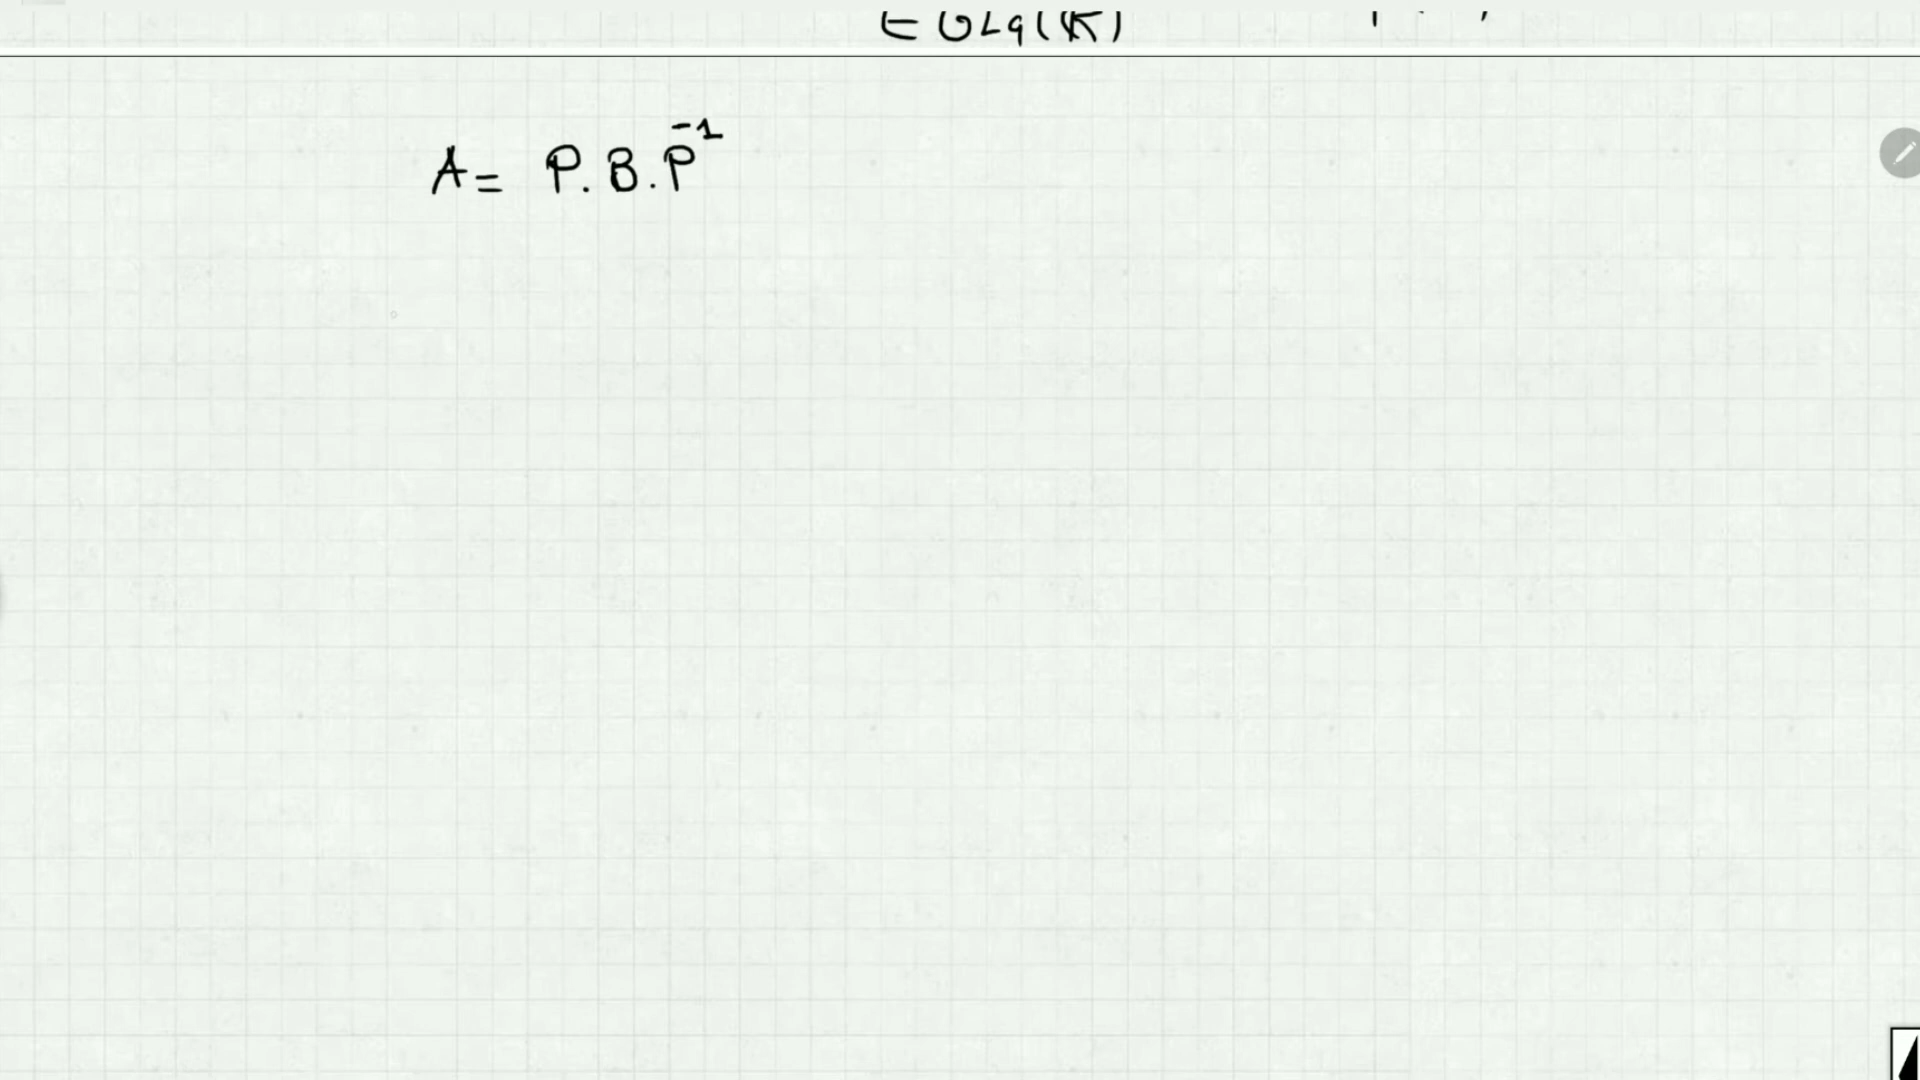 ∈ GLq(K)
A = P.B.P⁻¹